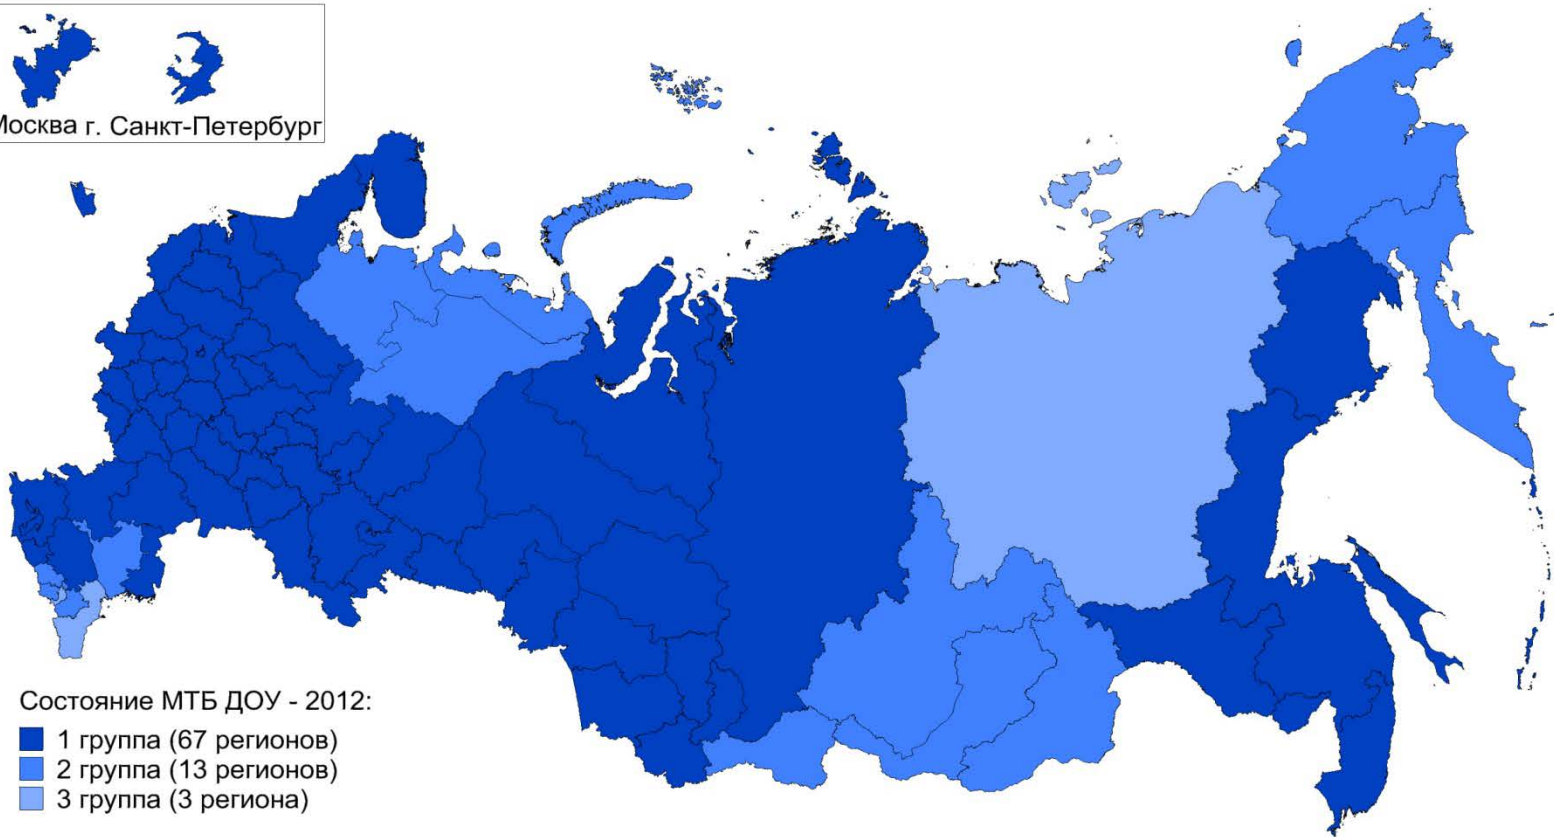 Москва г. Санкт-Петербург
Состояние МТБ ДОУ - 2012:
1 группа (67 регионов)
2 группа (13 регионов)
3 группа (3 региона)